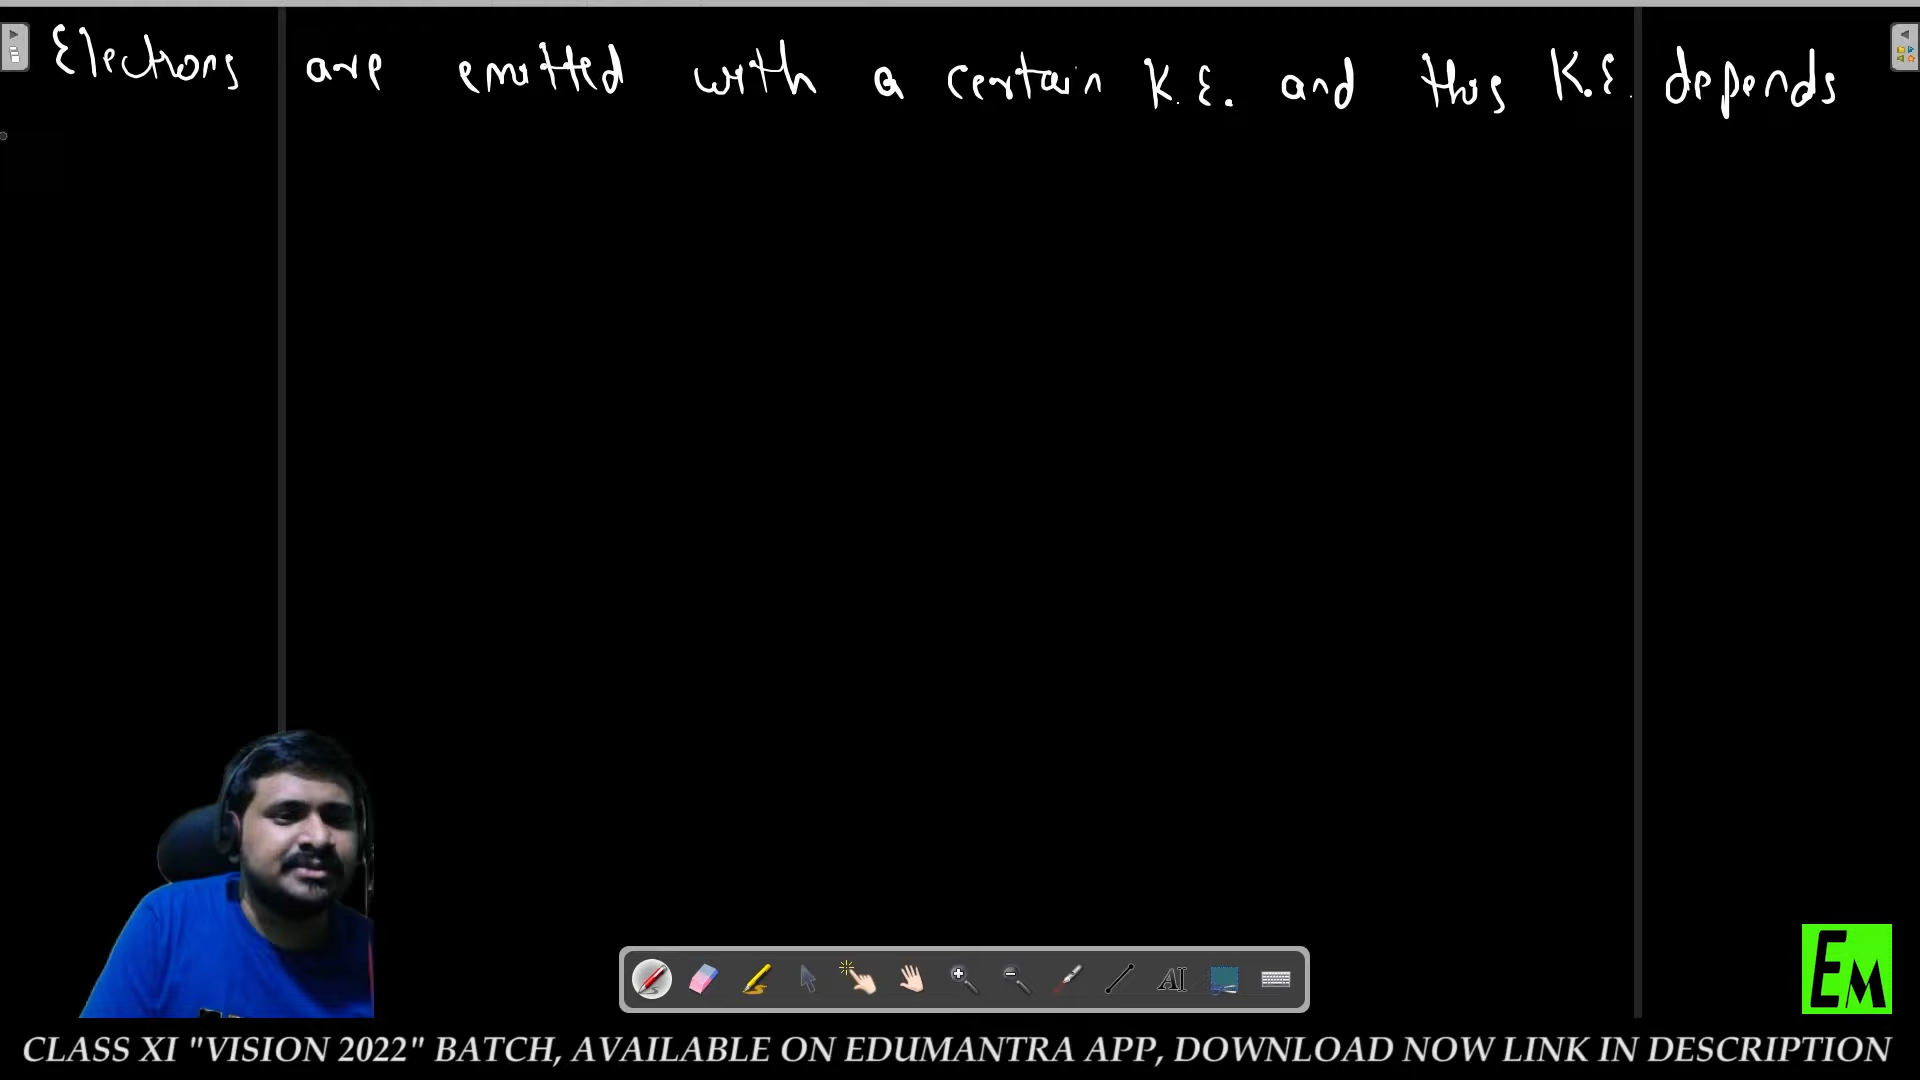 Electrons are emitted with a certain K.E. and this K.E. depends
AI
EM
CLASS XI "VISION 2022" BATCH, AVAILABLE ON EDUMANTRA APP, DOWNLOAD NOW LINK IN DESCRIPTION